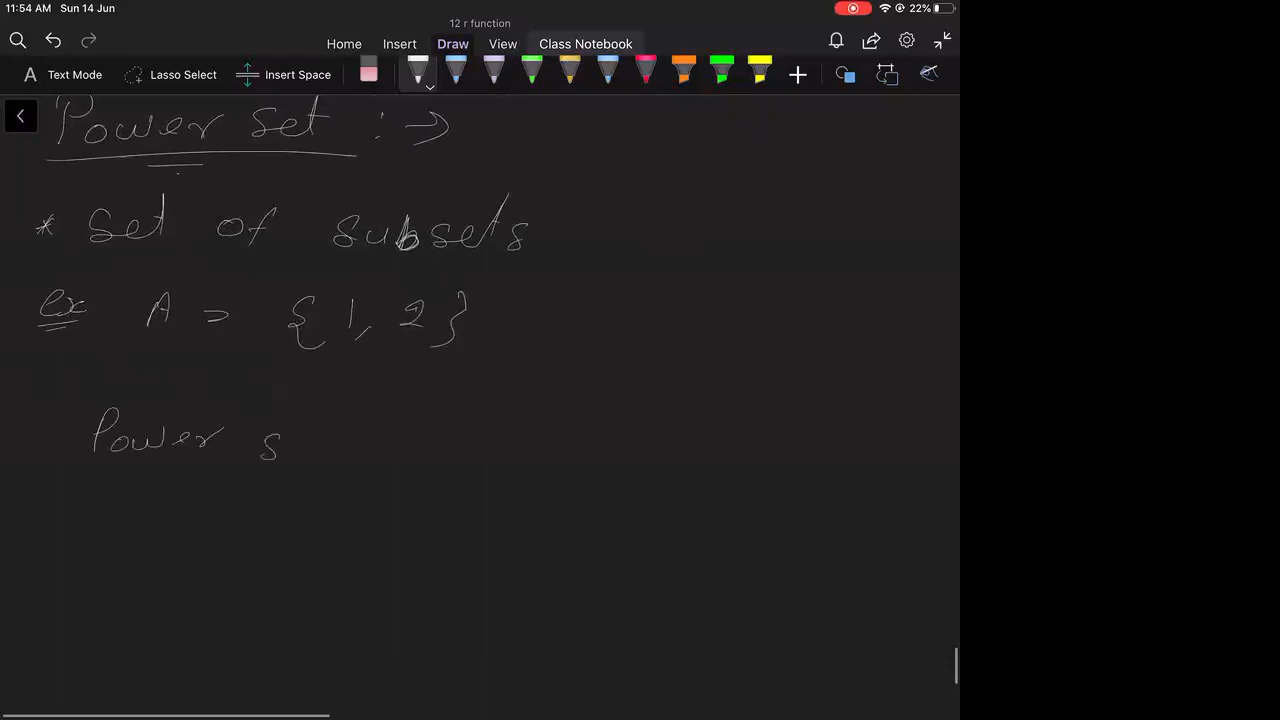 11:54 AM Sun 14 Jun 22%
12 r function
Home Insert Draw View Class Notebook
A Text Mode Lasso Select Insert Space
Power set : →
* Set of subsets
ex A = {1, 2}
Power s